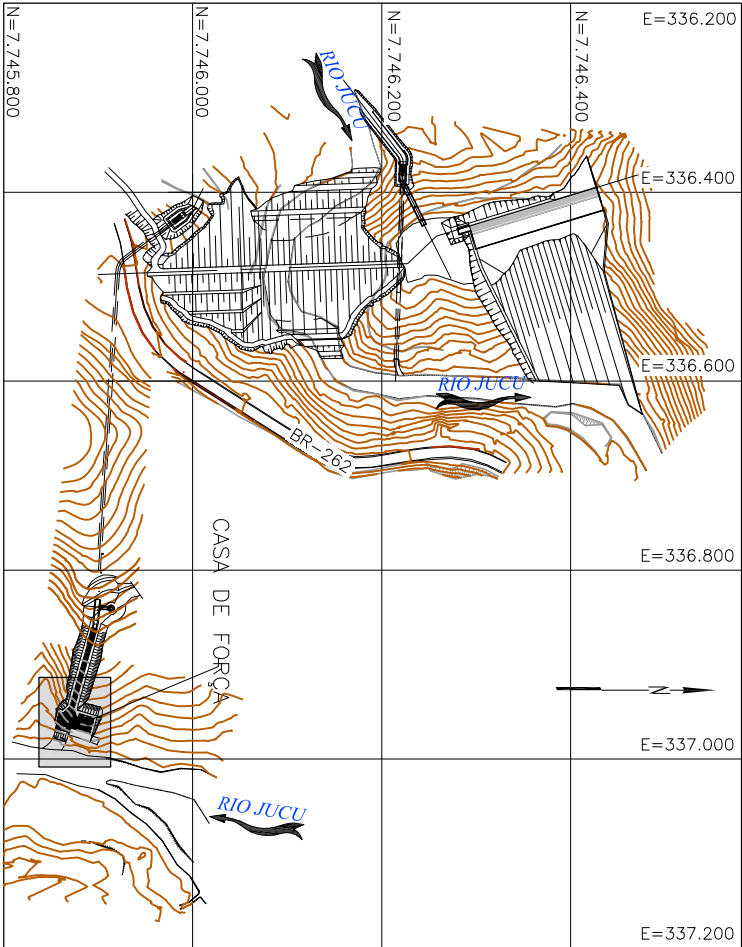 E=336.200
N=7.745.800
N=7.746.000
N=7.746.200
N=7.746.400
RIO JUCU
E=336.400
E=336.600
RIO JUCU
BR-262
E=336.800
CASA DE FORÇA
N
E=337.000
RIO JUCU
E=337.200